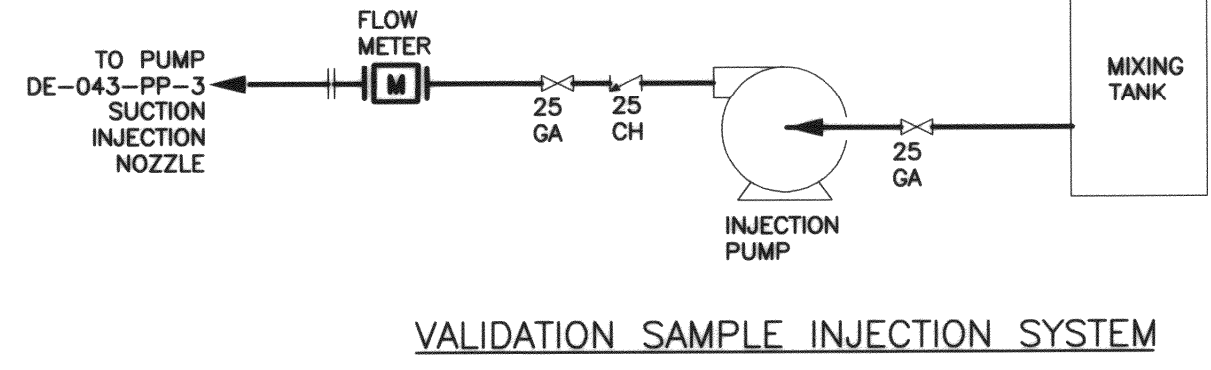 FLOW
METER
TO PUMP
DE-043-PP-3
SUCTION
INJECTION
NOZZLE
M
25
GA
25
CH
25
GA
MIXING
TANK
INJECTION
PUMP
VALIDATION SAMPLE INJECTION SYSTEM